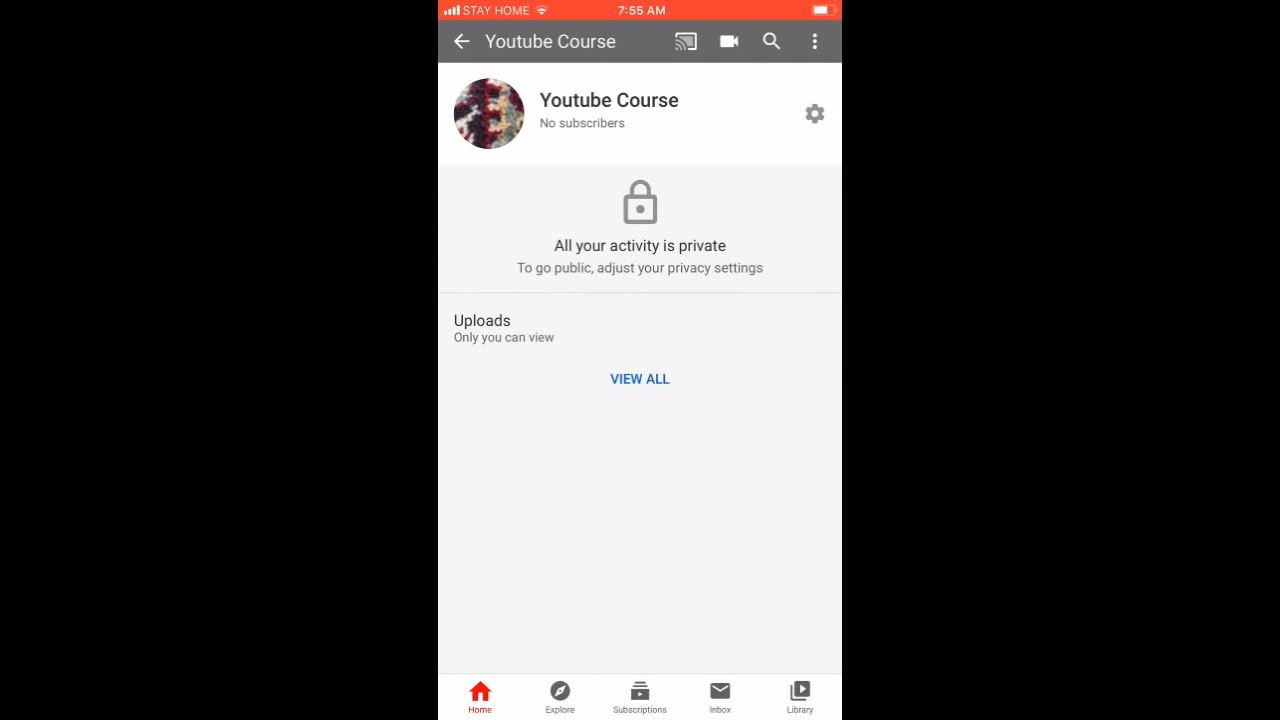 STAY HOME 7:55 AM
Youtube Course
Youtube Course
No subscribers
All your activity is private
To go public, adjust your privacy settings
Uploads
Only you can view
VIEW ALL
Home Explore Subscriptions Inbox Library